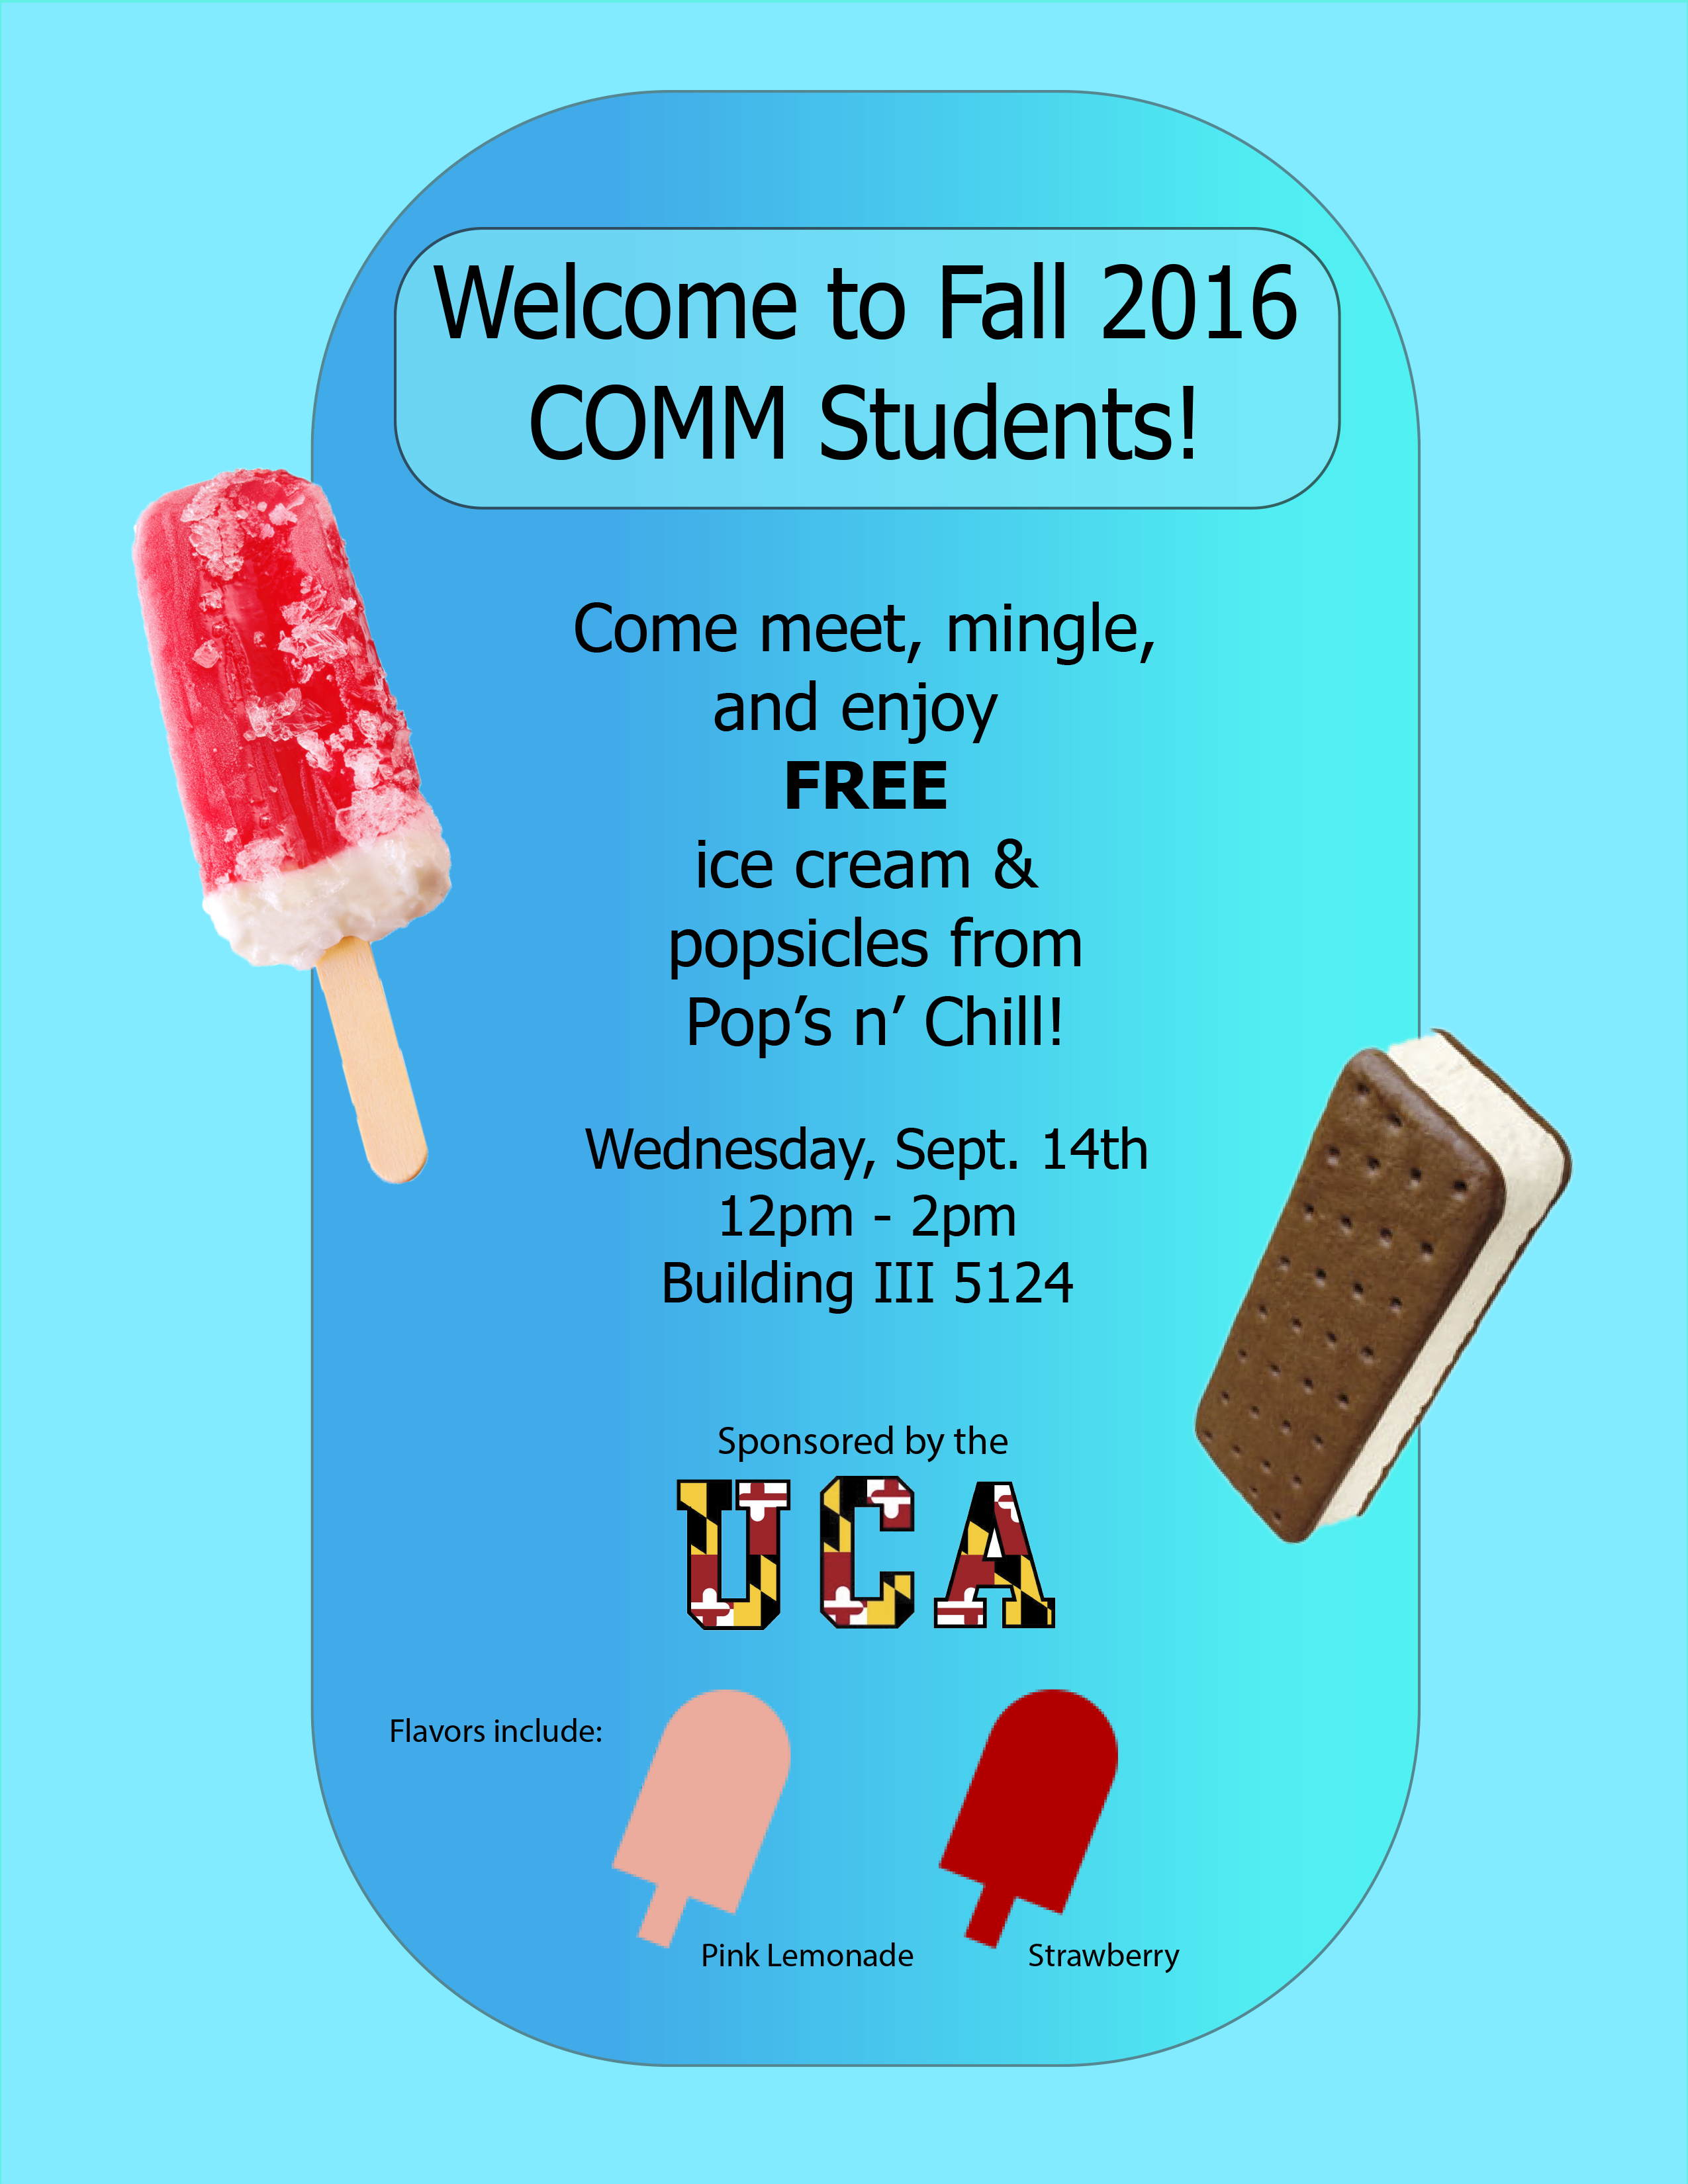 Welcome to Fall 2016
COMM Students!
Come meet, mingle,
and enjoy
FREE
ice cream &
popsicles from
Pop’s n’ Chill!
Wednesday, Sept. 14th
12pm - 2pm
Building III 5124
Sponsored by the
UCA
Flavors include:
Pink Lemonade
Strawberry